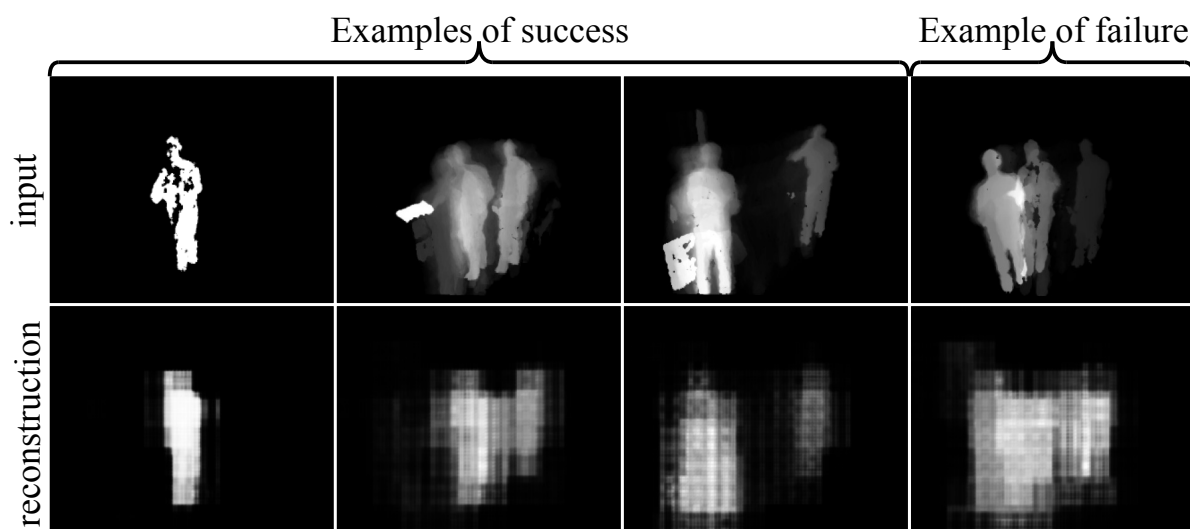 Examples of success
Example of failure
input
reconstruction